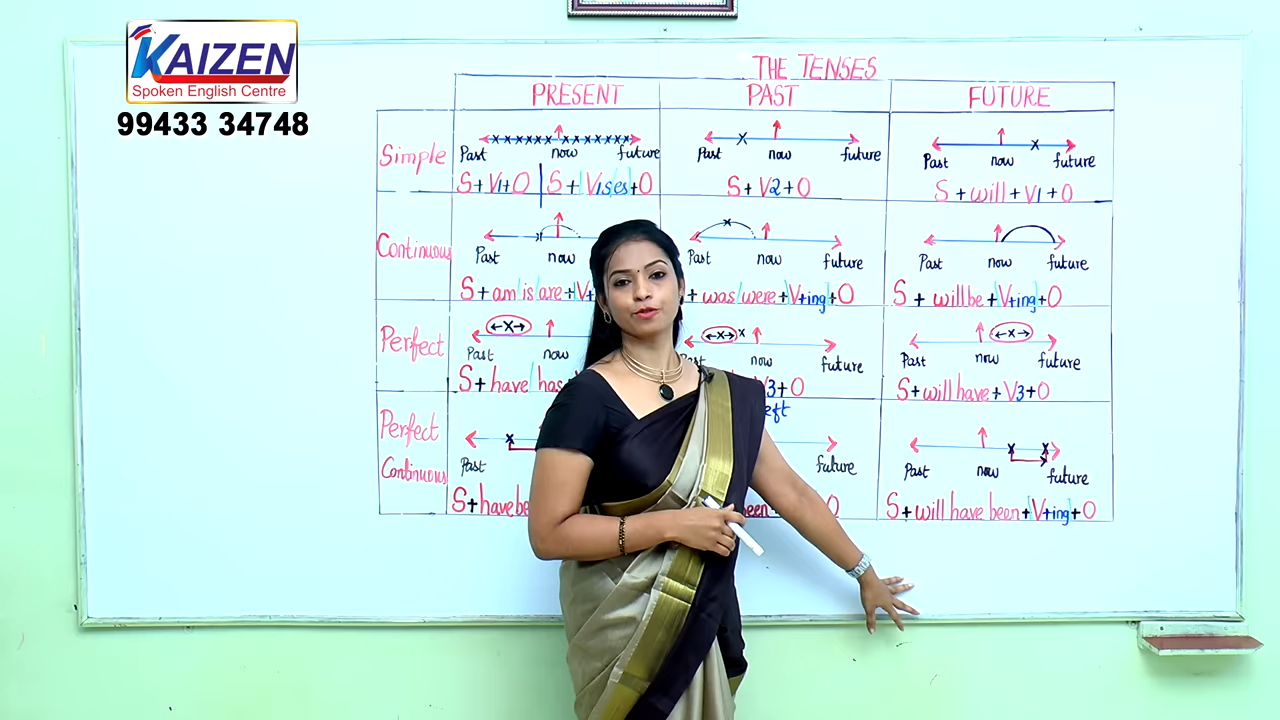 KAIZEN
Spoken English Centre
99433 34748
THE TENSES
PRESENT PAST FUTURE
Simple
Past now future
S+V1+O | S+V1s,es+O
Past now future
S+V2+O
Past now future
S+will+V1+O
Continuous
Past now
S+am/is/are+V+
Past now future
+was/were+V+ing+O
Past now future
S+will be+V+ing+O
Perfect
Past now
S+have/has+
Past now future
V3+O
Past now future
S+will have+V3+O
Perfect
Continuous
Past
S+have be
eft
future
been+ O
Past now future
S+will have been+V+ing+O